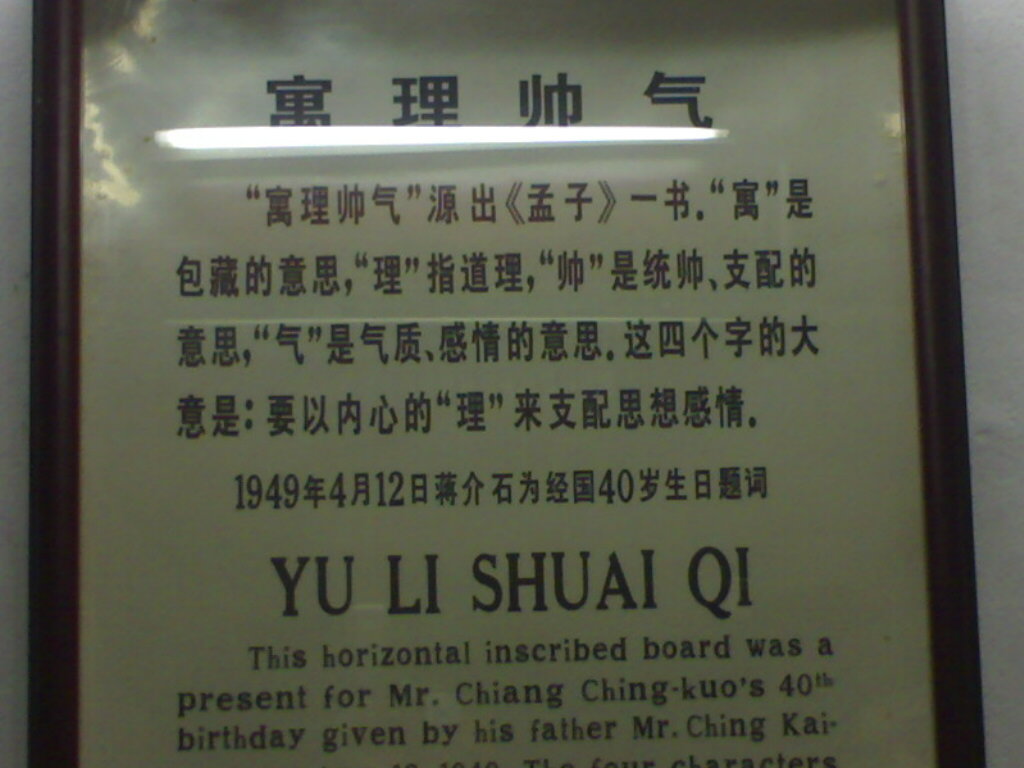 寓理帅气
“寓理帅气”源出《孟子》一书.“寓”是
包藏的意思,“理”指道理,“帅”是统帅、支配的
意思,“气”是气质、感情的意思.这四个字的大
意是:要以内心的“理”来支配思想感情.
1949年4月12日蒋介石为经国40岁生日题词
YU LI SHUAI QI
This horizontal inscribed board was a
present for Mr. Chiang Ching-kuo's 40th
birthday given by his father Mr. Ching Kai-
1949. The four characters